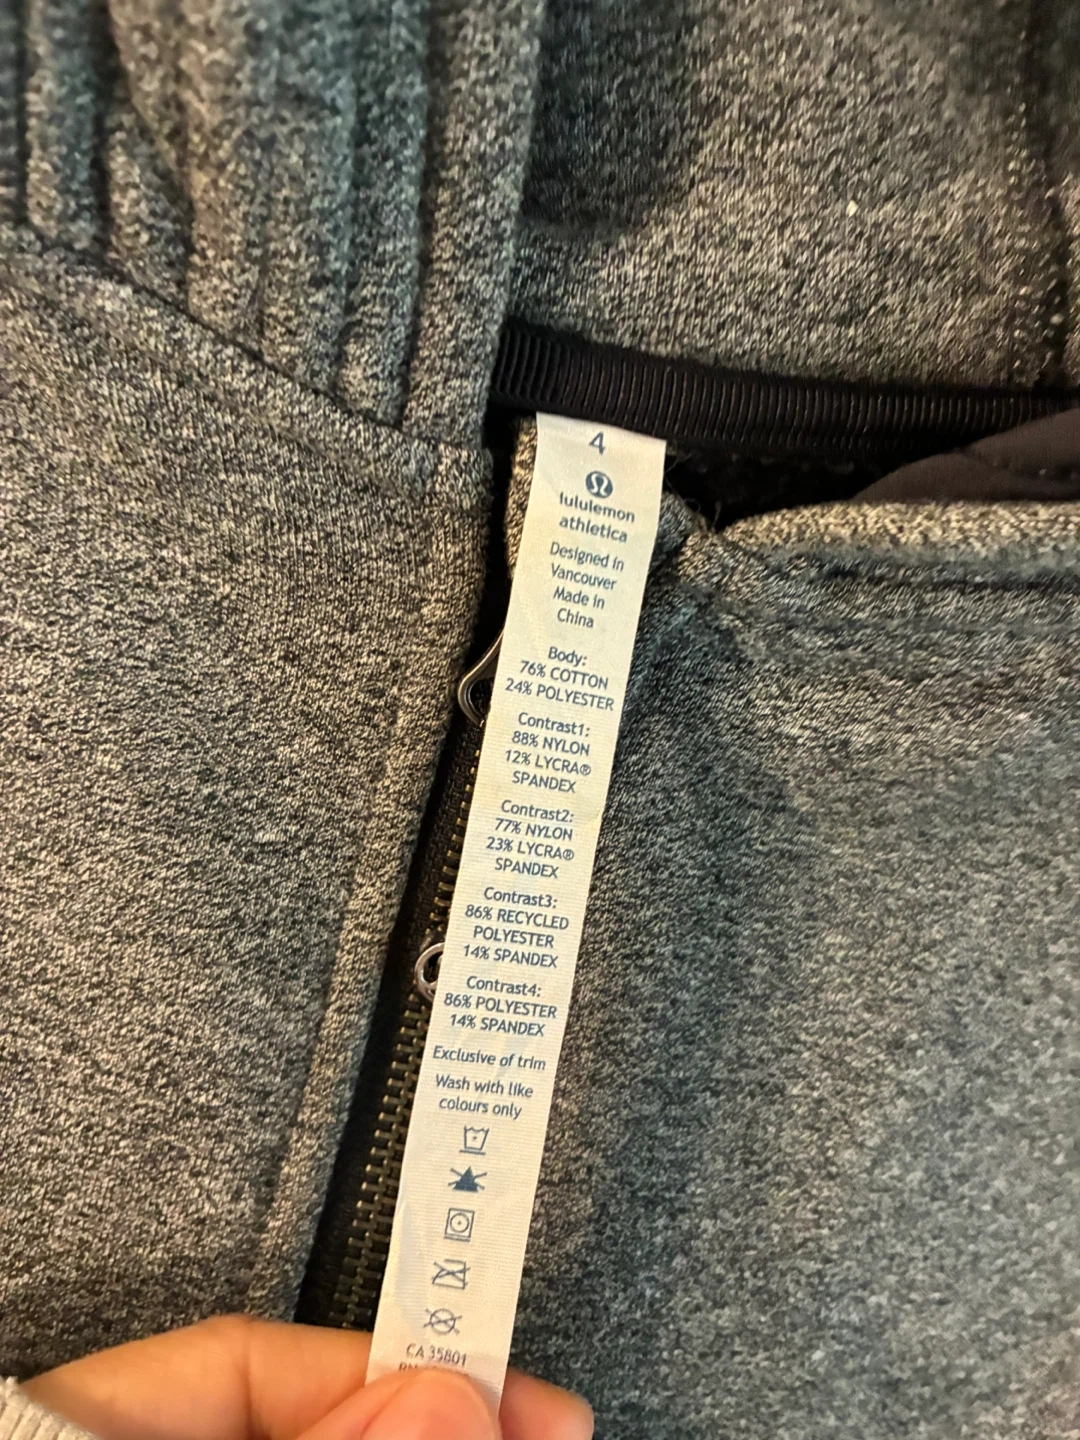 4
lululemon
athletica
Designed in
Vancouver
Made in
China
Body:
76% COTTON
24% POLYESTER
Contrast1:
88% NYLON
12% LYCRA®
SPANDEX
Contrast2:
77% NYLON
23% LYCRA®
SPANDEX
Contrast3:
86% RECYCLED
POLYESTER
14% SPANDEX
Contrast4:
86% POLYESTER
14% SPANDEX
Exclusive of trim
Wash with like
colours only
CA 35801